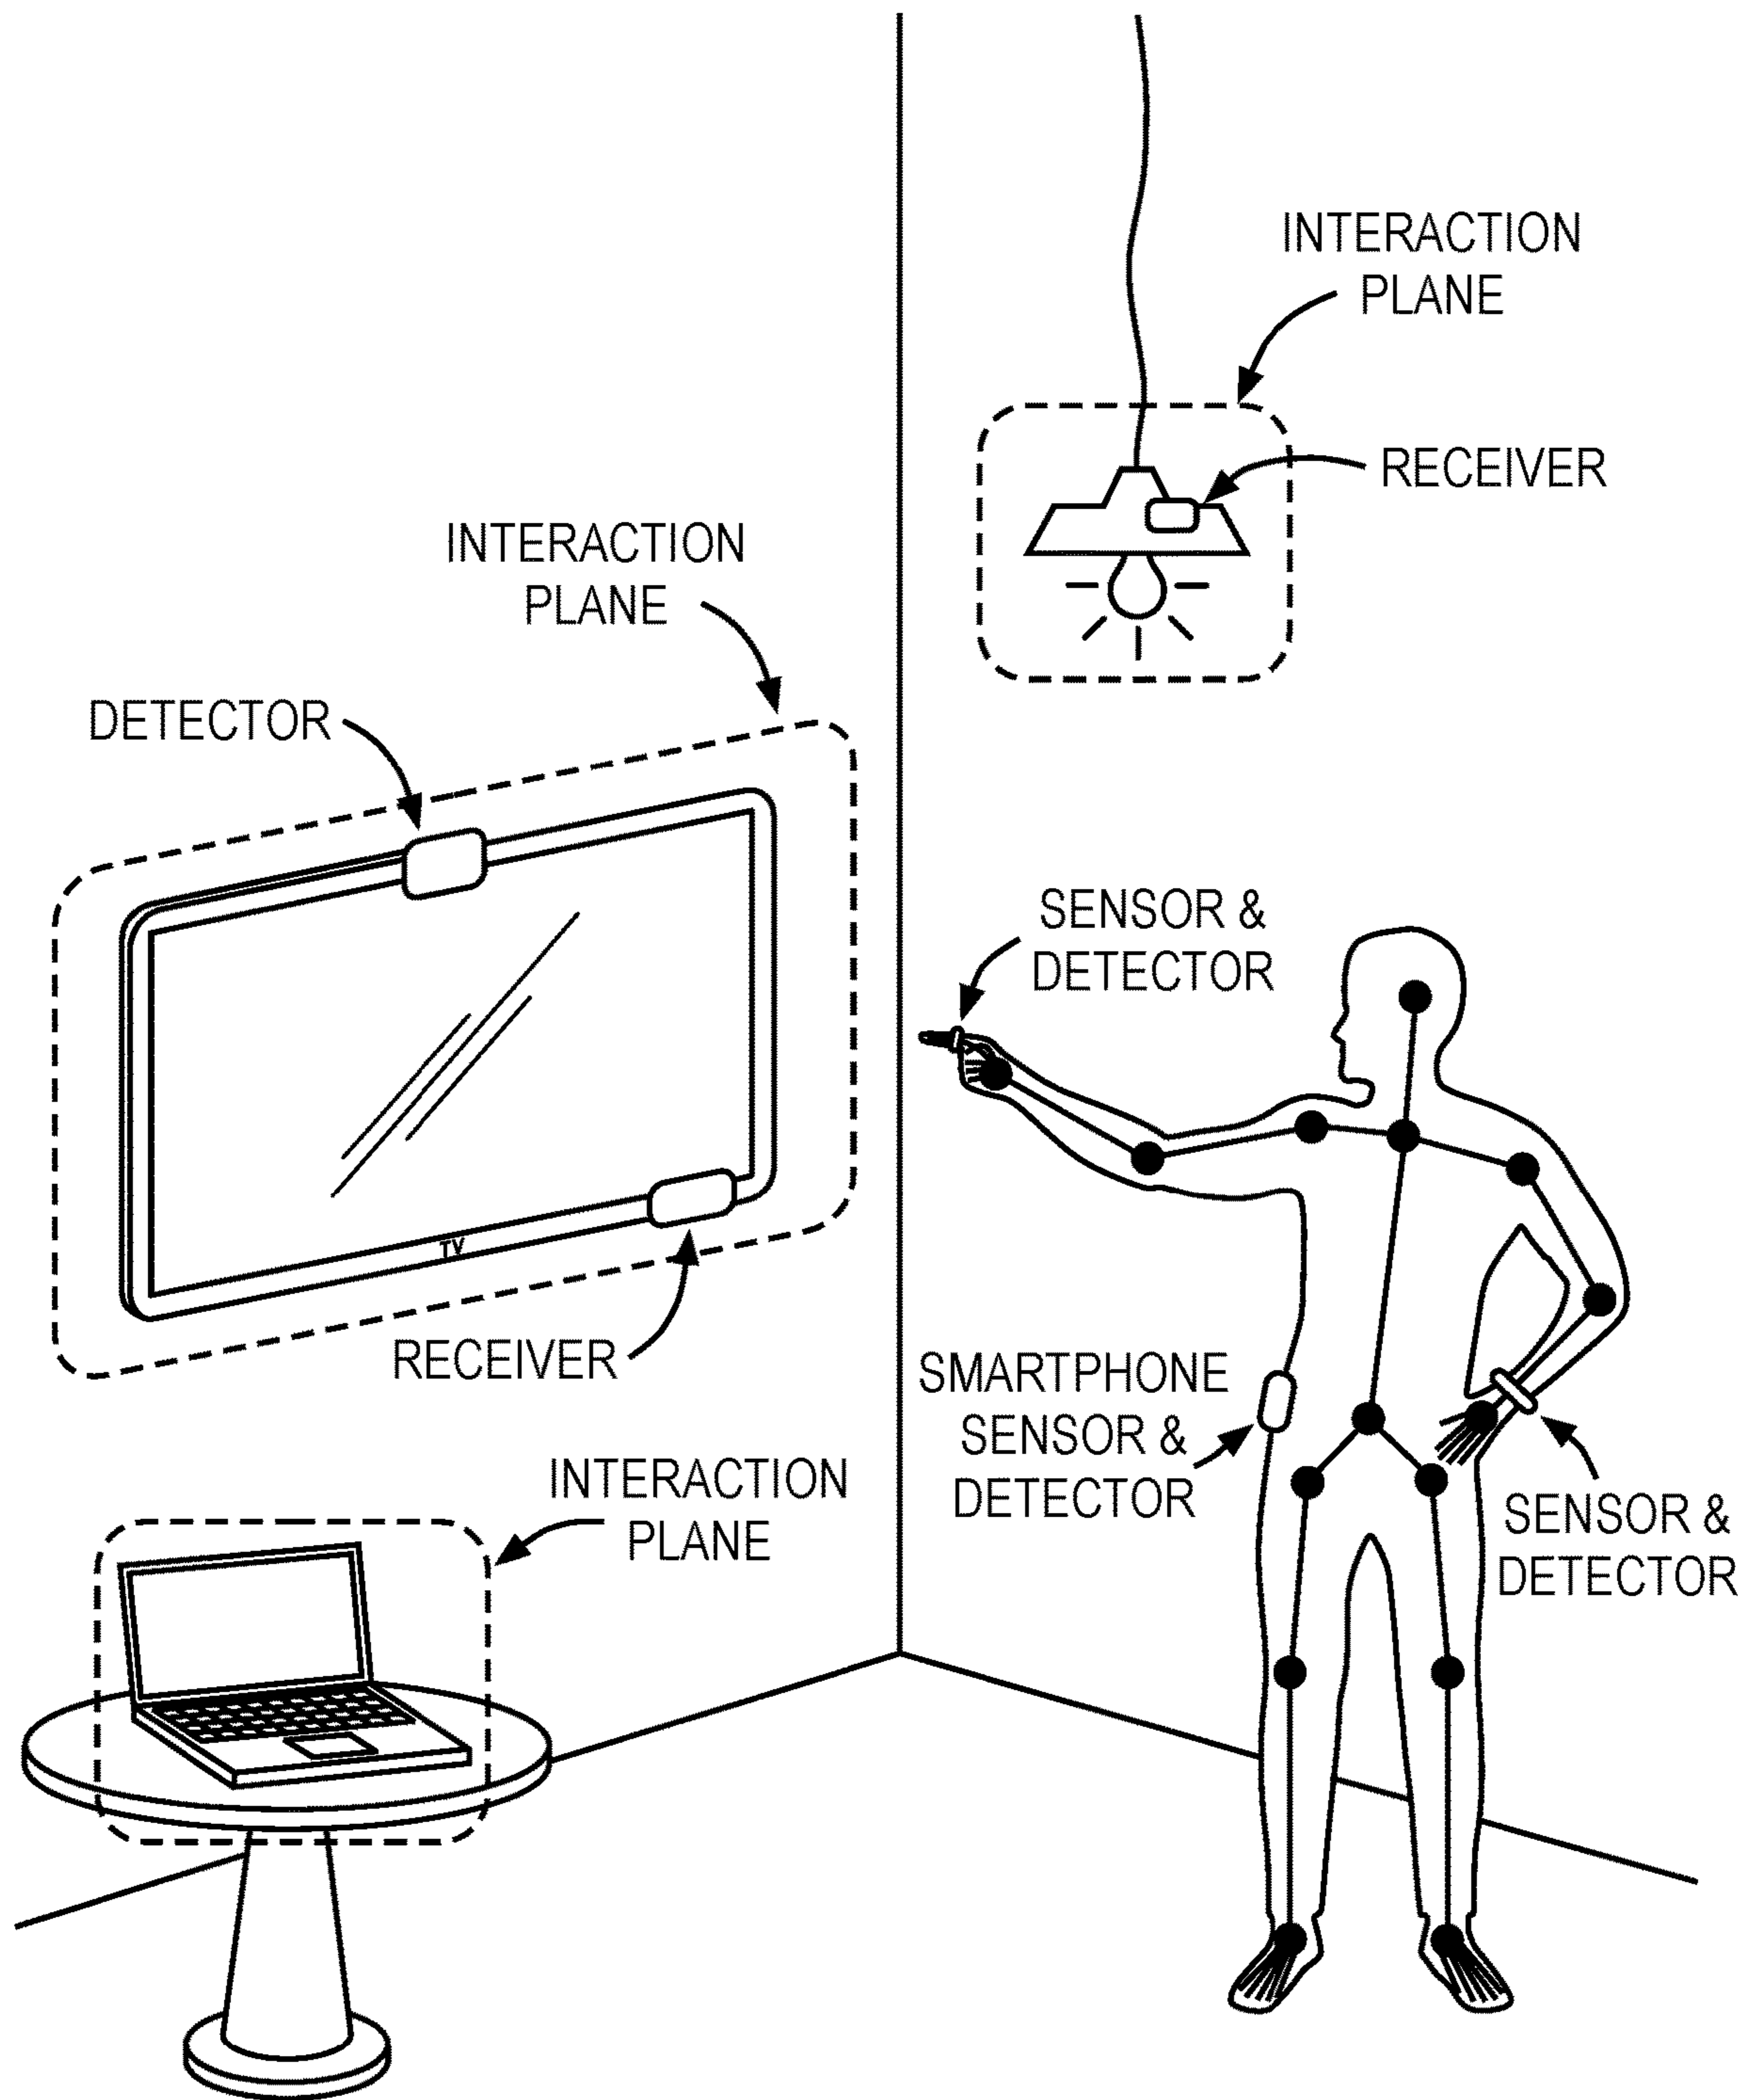 INTERACTION
PLANE
RECEIVER
INTERACTION
PLANE
DETECTOR
SENSOR &
DETECTOR
TV
RECEIVER
SMARTPHONE
SENSOR &
DETECTOR
INTERACTION
PLANE
SENSOR &
DETECTOR